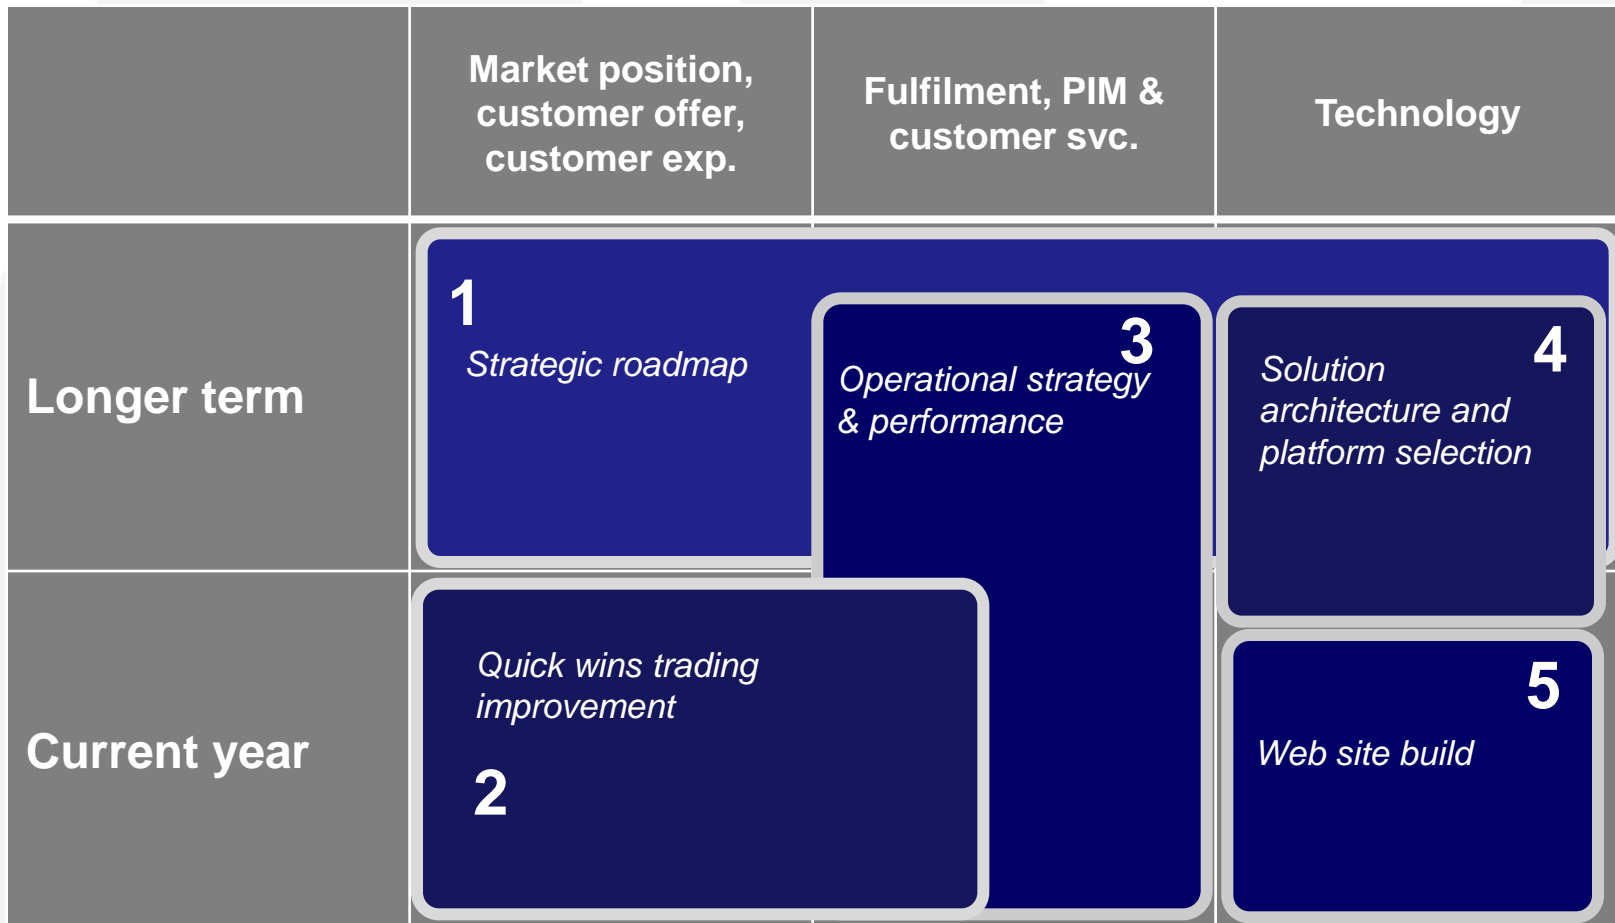 Market position,
customer offer,
customer exp.
Fulfilment, PIM &
customer svc.
Technology
Longer term
1
Strategic roadmap
3
Operational strategy
& performance
4
Solution
architecture and
platform selection
Current year
Quick wins trading
improvement
2
5
Web site build